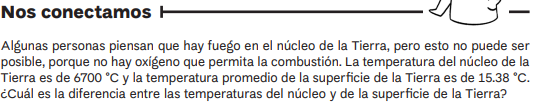 Nos conectamos
Algunas personas piensan que hay fuego en el núcleo de la Tierra, pero esto no puede ser
posible, porque no hay oxígeno que permita la combustión. La temperatura del núcleo de la
Tierra es de 6700 °C y la temperatura promedio de la superficie de la Tierra es de 15.38 °C.
¿Cuál es la diferencia entre las temperaturas del núcleo y de la superficie de la Tierra?